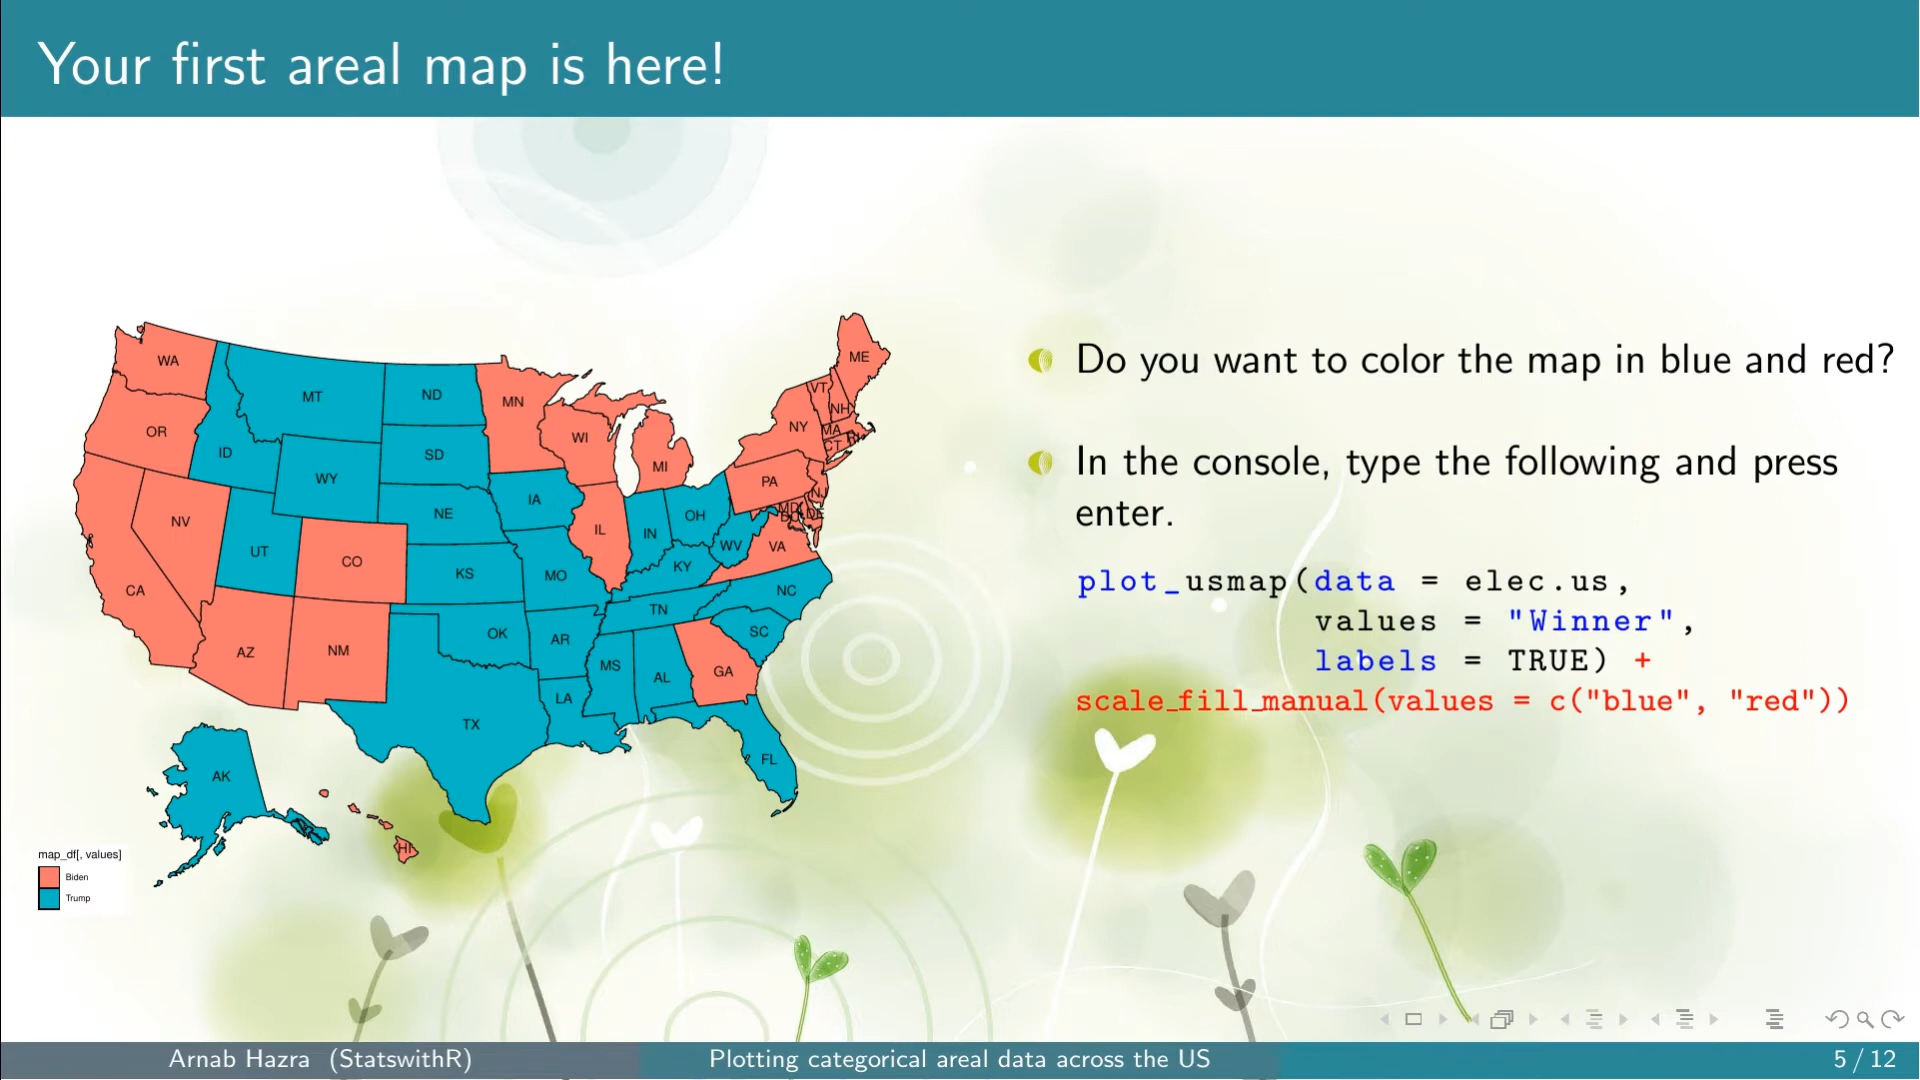 Your first areal map is here!
WA
OR
CA
NV
ID
MT
WY
UT
AZ
CO
NM
ND
SD
NE
KS
OK
TX
MN
IA
MO
AR
LA
WI
IL
MI
IN
OH
KY
TN
MS
AL
GA
FL
SC
NC
VA
WV
PA
NY
VT
NH
ME
MA
CT
RI
NJ
MD
DE
DC
AK
HI
map_df[, values]
Biden
Trump
Do you want to color the map in blue and red?
In the console, type the following and press
enter.
plot_usmap(data = elec.us,
values = "Winner",
labels = TRUE) +
scale_fill_manual(values = c("blue", "red"))
Arnab Hazra (StatswithR)
Plotting categorical areal data across the US
5 / 12